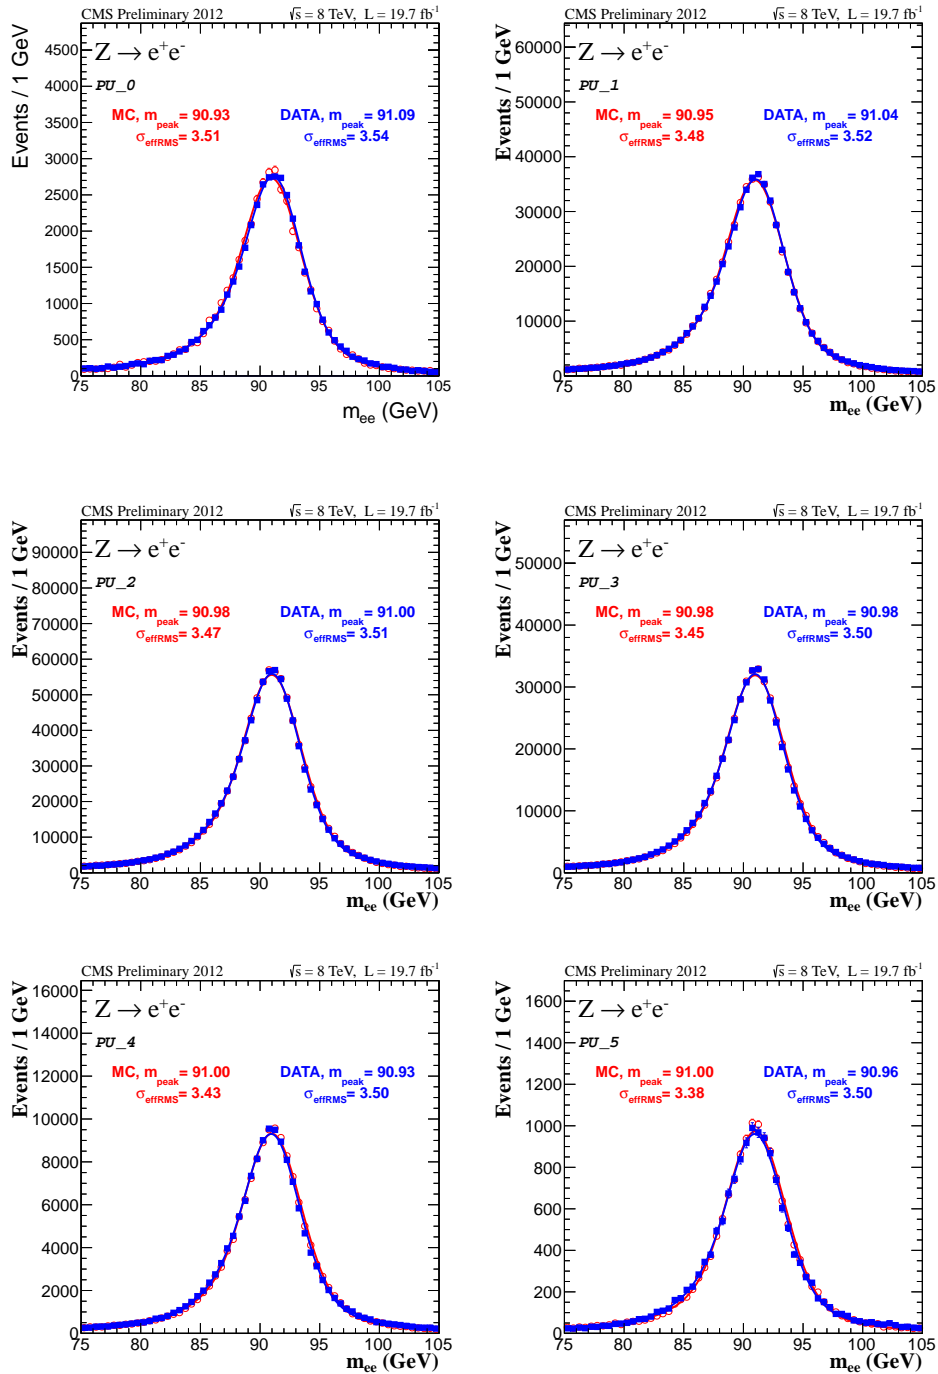 CMS Preliminary 2012 √s = 8 TeV, L = 19.7 fb-1
Z → e+e-
PU_0
MC, mpeak = 90.93 DATA, mpeak = 91.09
σeffRMS= 3.51 σeffRMS= 3.54
Events / 1 GeV
4500
4000
3500
3000
2500
2000
1500
1000
500
0
75 80 85 90 95 100 105
mee (GeV)
CMS Preliminary 2012 √s = 8 TeV, L = 19.7 fb-1
Z → e+e-
PU_1
MC, mpeak = 90.95 DATA, mpeak = 91.04
σeffRMS= 3.48 σeffRMS= 3.52
Events / 1 GeV
60000
50000
40000
30000
20000
10000
0
75 80 85 90 95 100 105
mee (GeV)
CMS Preliminary 2012 √s = 8 TeV, L = 19.7 fb-1
Z → e+e-
PU_2
MC, mpeak = 90.98 DATA, mpeak = 91.00
σeffRMS= 3.47 σeffRMS= 3.51
Events / 1 GeV
90000
80000
70000
60000
50000
40000
30000
20000
10000
0
75 80 85 90 95 100 105
mee (GeV)
CMS Preliminary 2012 √s = 8 TeV, L = 19.7 fb-1
Z → e+e-
PU_3
MC, mpeak = 90.98 DATA, mpeak = 90.98
σeffRMS= 3.45 σeffRMS= 3.50
Events / 1 GeV
50000
40000
30000
20000
10000
0
75 80 85 90 95 100 105
mee (GeV)
CMS Preliminary 2012 √s = 8 TeV, L = 19.7 fb-1
Z → e+e-
PU_4
MC, mpeak = 91.00 DATA, mpeak = 90.93
σeffRMS= 3.43 σeffRMS= 3.50
Events / 1 GeV
16000
14000
12000
10000
8000
6000
4000
2000
0
75 80 85 90 95 100 105
mee (GeV)
CMS Preliminary 2012 √s = 8 TeV, L = 19.7 fb-1
Z → e+e-
PU_5
MC, mpeak = 91.00 DATA, mpeak = 90.96
σeffRMS= 3.38 σeffRMS= 3.50
Events / 1 GeV
1600
1400
1200
1000
800
600
400
200
0
75 80 85 90 95 100 105
mee (GeV)